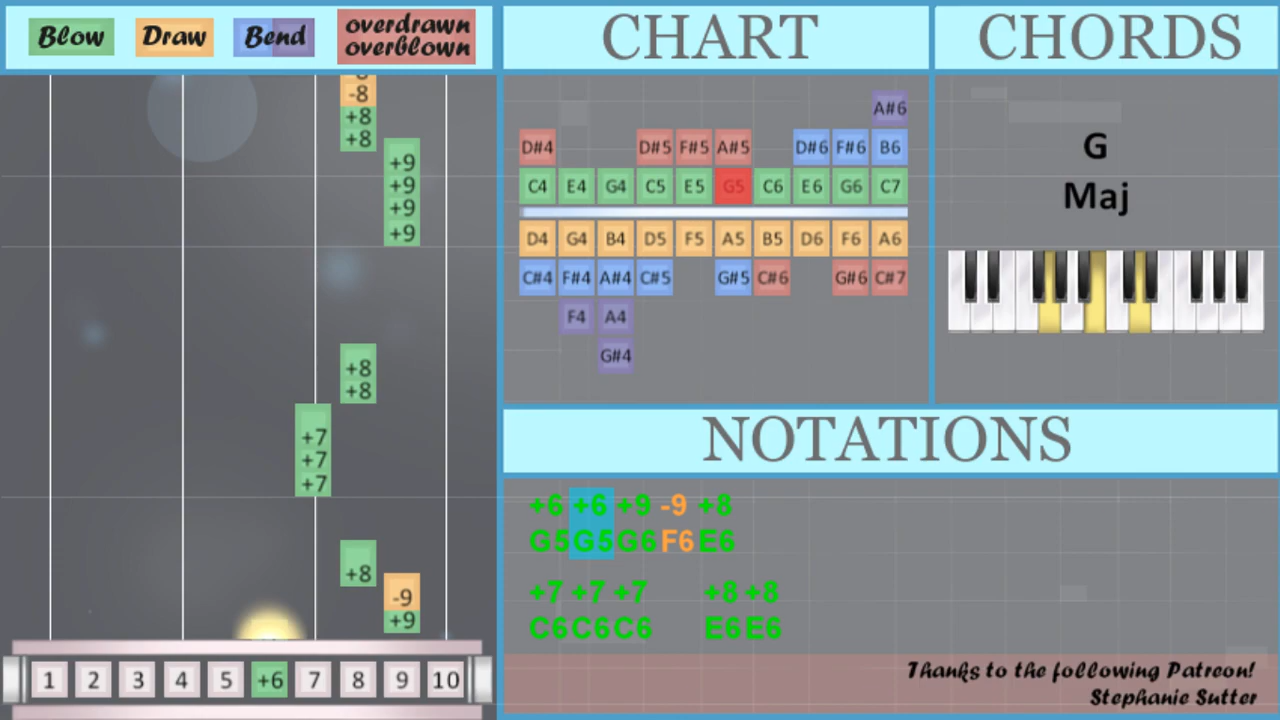 Blow Draw Bend overdrawn
overblown
CHART
CHORDS
-8
+8
+8
+9
+9
+9
+9
+8
+8
+7
+7
+7
+8
-9
+9
1 2 3 4 5 +6 7 8 9 10
A#6
D#4 D#5 F#5 A#5 D#6 F#6 B6
C4 E4 G4 C5 E5 G5 C6 E6 G6 C7
D4 G4 B4 D5 F5 A5 B5 D6 F6 A6
C#4 F#4 A#4 C#5 G#5 C#6 G#6 C#7
F4 A4
G#4
G
Maj
NOTATIONS
+6 +6 +9 -9 +8
G5 G5 G6 F6 E6
+7 +7 +7 +8 +8
C6 C6 C6 E6 E6
Thanks to the following Patreon!
Stephanie Sutter